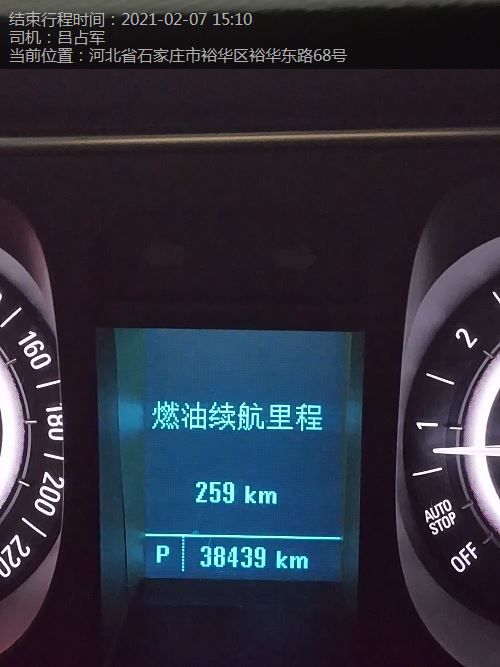 结束行程时间：2021-02-07 15:10
司机：吕占军
当前位置：河北省石家庄市裕华区裕华东路68号
160
180
200
220
燃油续航里程
259 km
P 38439 km
2
1
AUTO
STOP
OFF